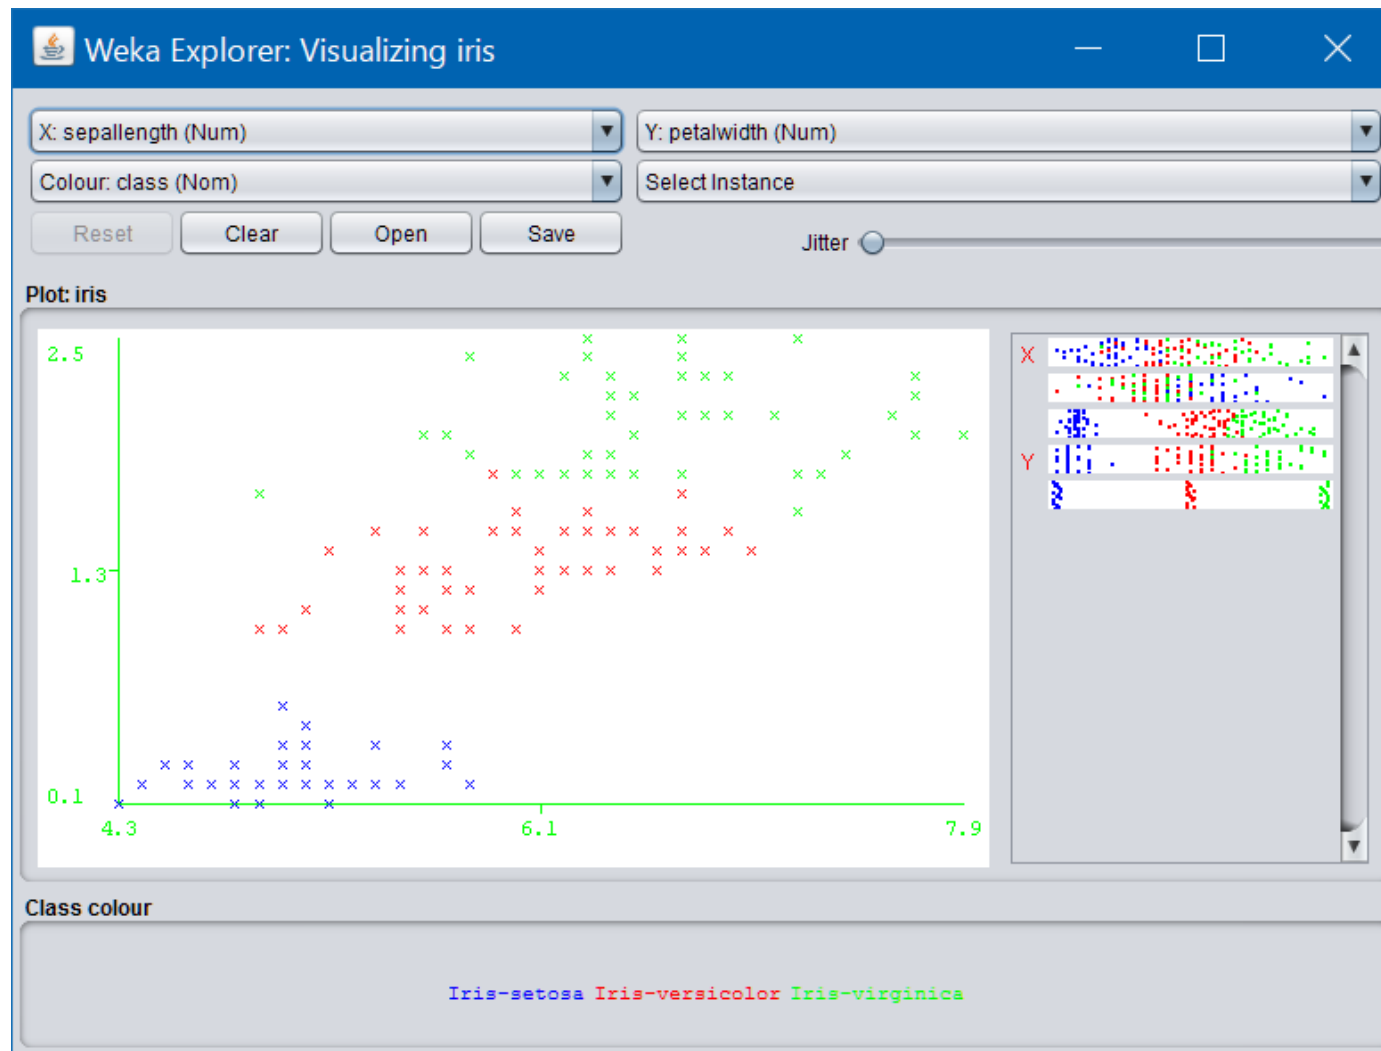 Weka Explorer: Visualizing iris
X: sepallength (Num) Y: petalwidth (Num)
Colour: class (Nom) Select Instance
Reset Clear Open Save Jitter
Plot: iris
2.5
X
Y
1.3
0.1
4.3 6.1 7.9
Class colour
Iris-setosa Iris-versicolor Iris-virginica